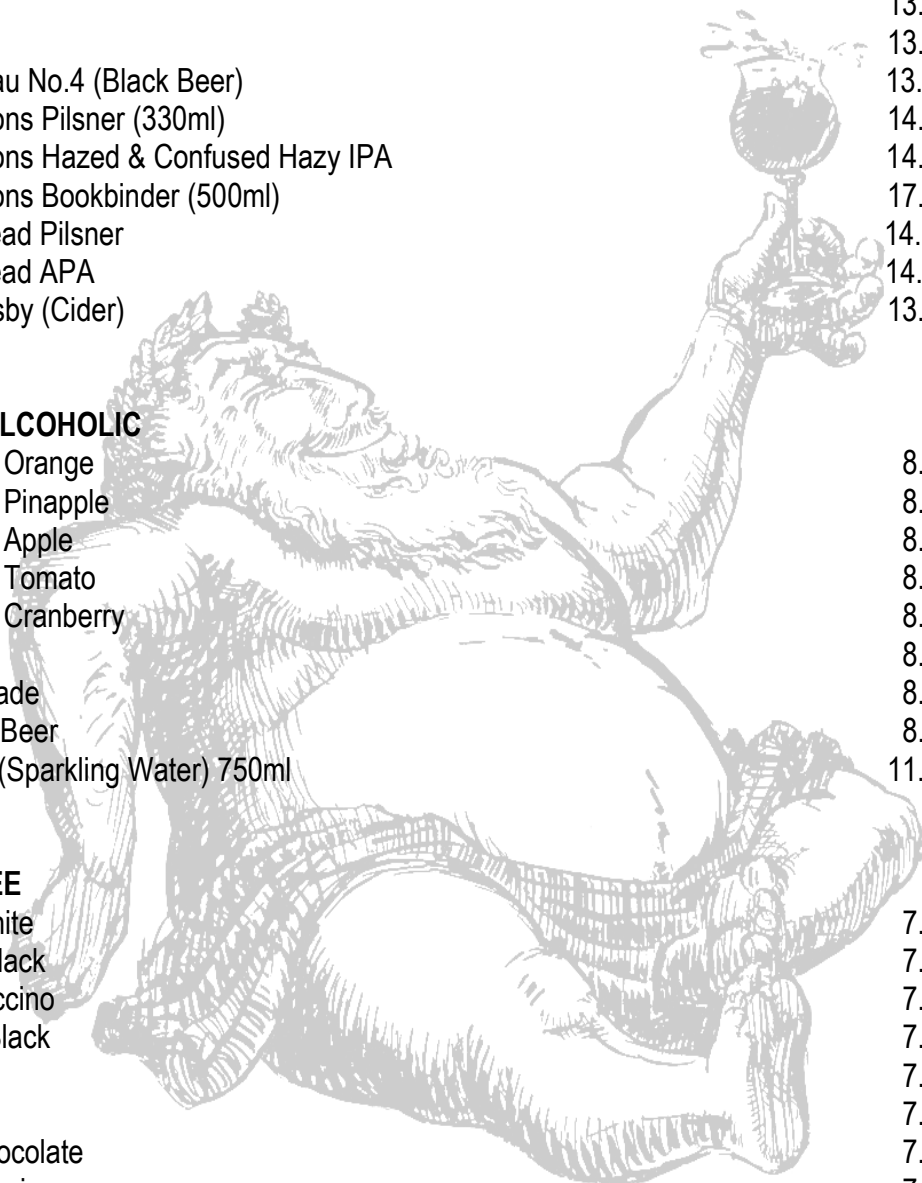 13.
13.
au No.4 (Black Beer) 13.
ons Pilsner (330ml) 14.
ons Hazed & Confused Hazy IPA 14.
ons Bookbinder (500ml) 17.
ead Pilsner 14.
ead APA 14.
sby (Cider) 13.
LCOHOLIC
Orange 8.
Pinapple 8.
Apple 8.
Tomato 8.
Cranberry 8.
8.
ade 8.
Beer 8.
(Sparkling Water) 750ml 11.
EE
hite 7.
lack 7.
ccino 7.
Black 7.
7.
7.
ocolate 7.